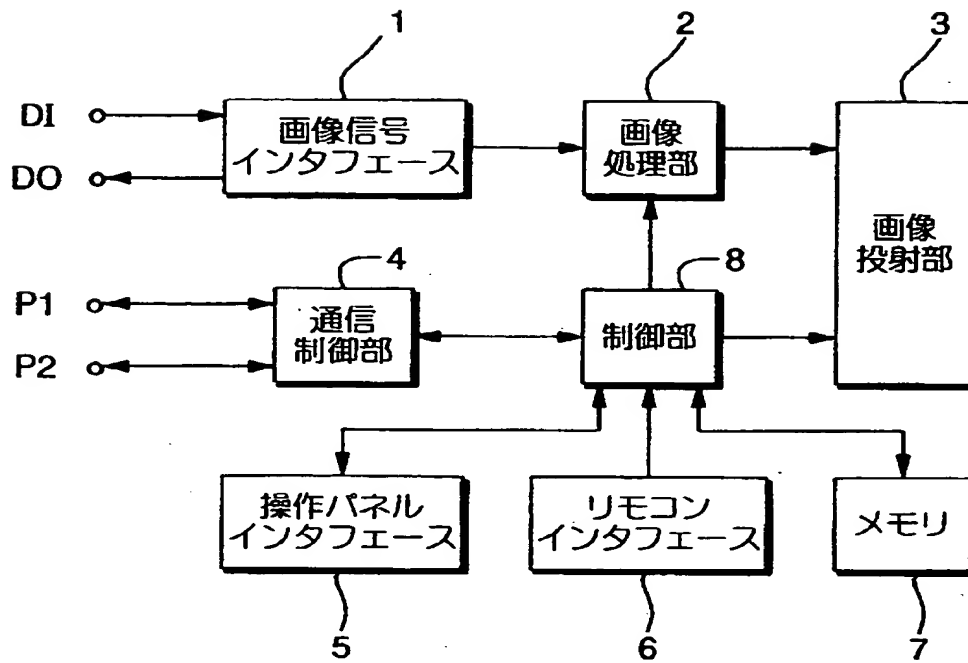 1
2
3
DI
DO
画像信号
インタフェース
画像
処理部
画像
投射部
4
8
P1
P2
通信
制御部
制御部
操作パネル
インタフェース
リモコン
インタフェース
メモリ
5
6
7